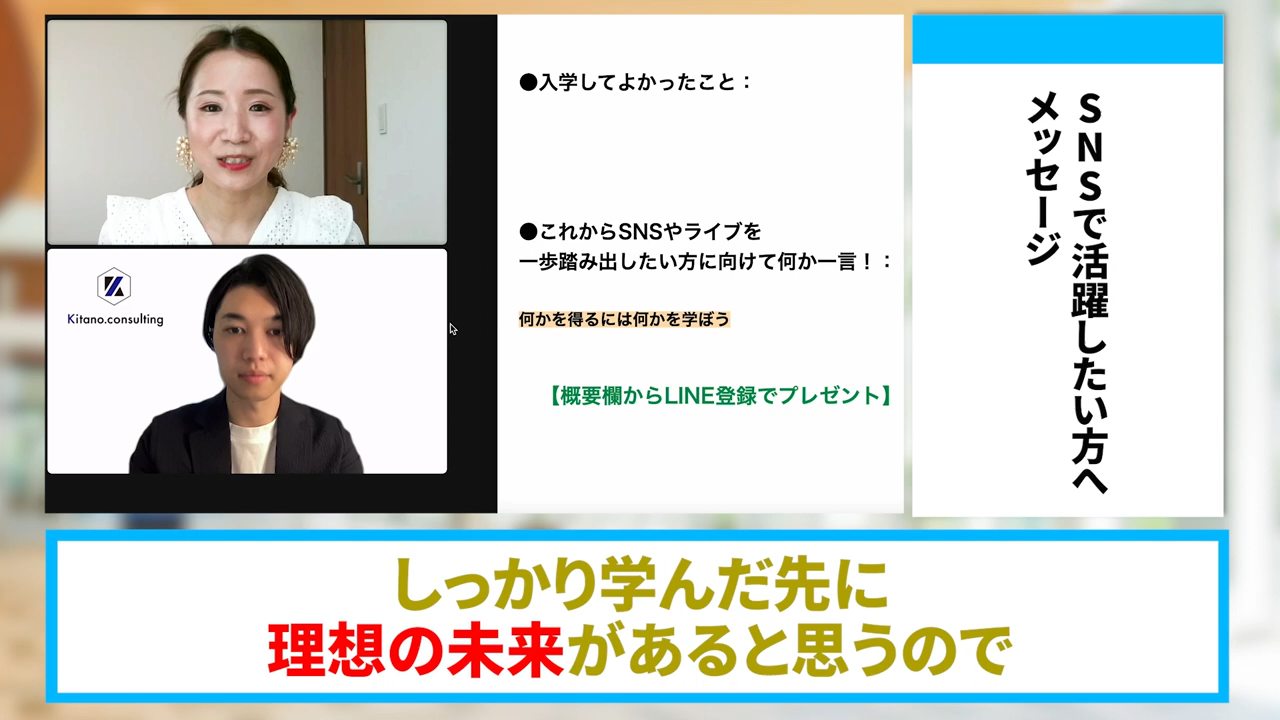 Kitano.consulting
●入学してよかったこと：
●これからSNSやライブを
一歩踏み出したい方に向けて何か一言！：
何かを得るには何かを学ぼう
【概要欄からLINE登録でプレゼント】
SNSで活躍したい方へ
メッセージ
しっかり学んだ先に
理想の未来があると思うので